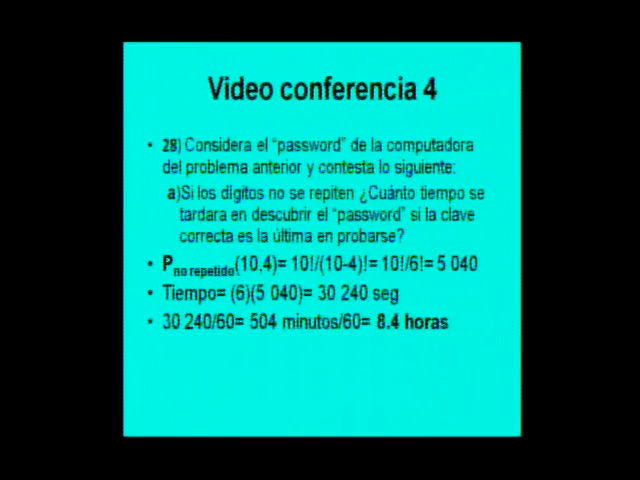 Video conferencia 4
• 28) Considera el "password" de la computadora
del problema anterior y contesta lo siguiente:
a)Si los dígitos no se repiten ¿Cuánto tiempo se
tardara en descubrir el "password" si la clave
correcta es la última en probarse?
• Pno repetido(10,4)= 10!/(10-4)!= 10!/6!= 5 040
• Tiempo= (6)(5 040)= 30 240 seg
• 30 240/60= 504 minutos/60= 8.4 horas